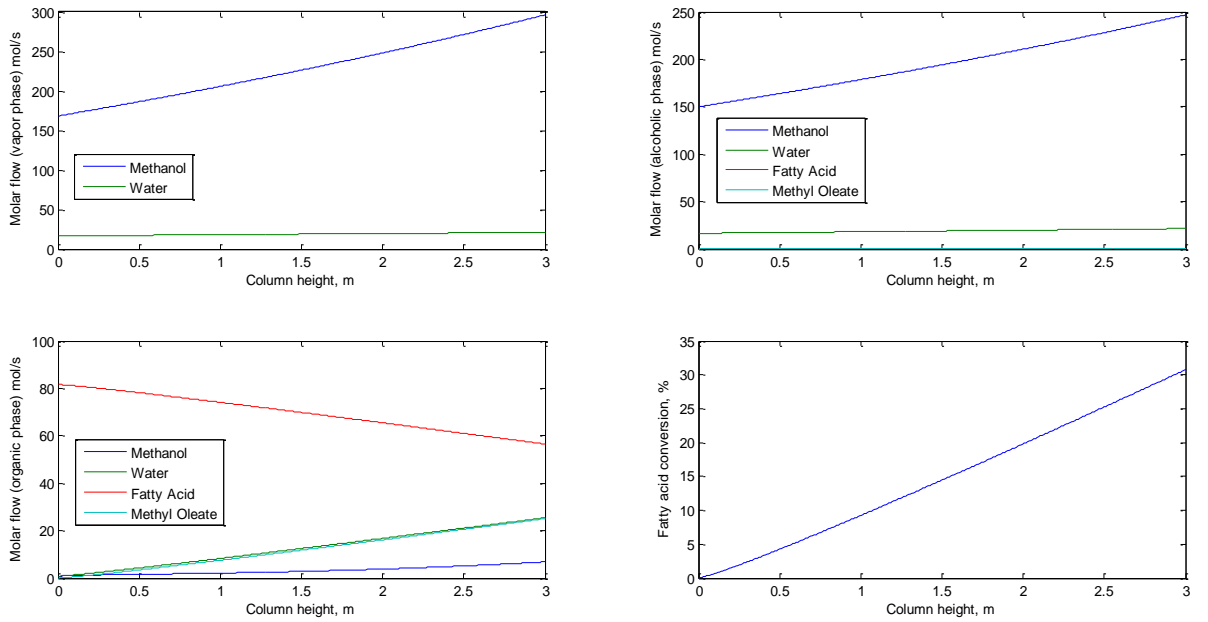 Molar flow (vapor phase) mol/s
300
250
200
150
100
50
0
Methanol
Water
0 0.5 1 1.5 2 2.5 3
Column height, m
Molar flow (alcoholic phase) mol/s
250
200
150
100
50
0
Methanol
Water
Fatty Acid
Methyl Oleate
0 0.5 1 1.5 2 2.5 3
Column height, m
Molar flow (organic phase) mol/s
100
80
60
40
20
0
Methanol
Water
Fatty Acid
Methyl Oleate
0 0.5 1 1.5 2 2.5 3
Column height, m
Fatty acid conversion, %
35
30
25
20
15
10
5
0
0 0.5 1 1.5 2 2.5 3
Column height, m